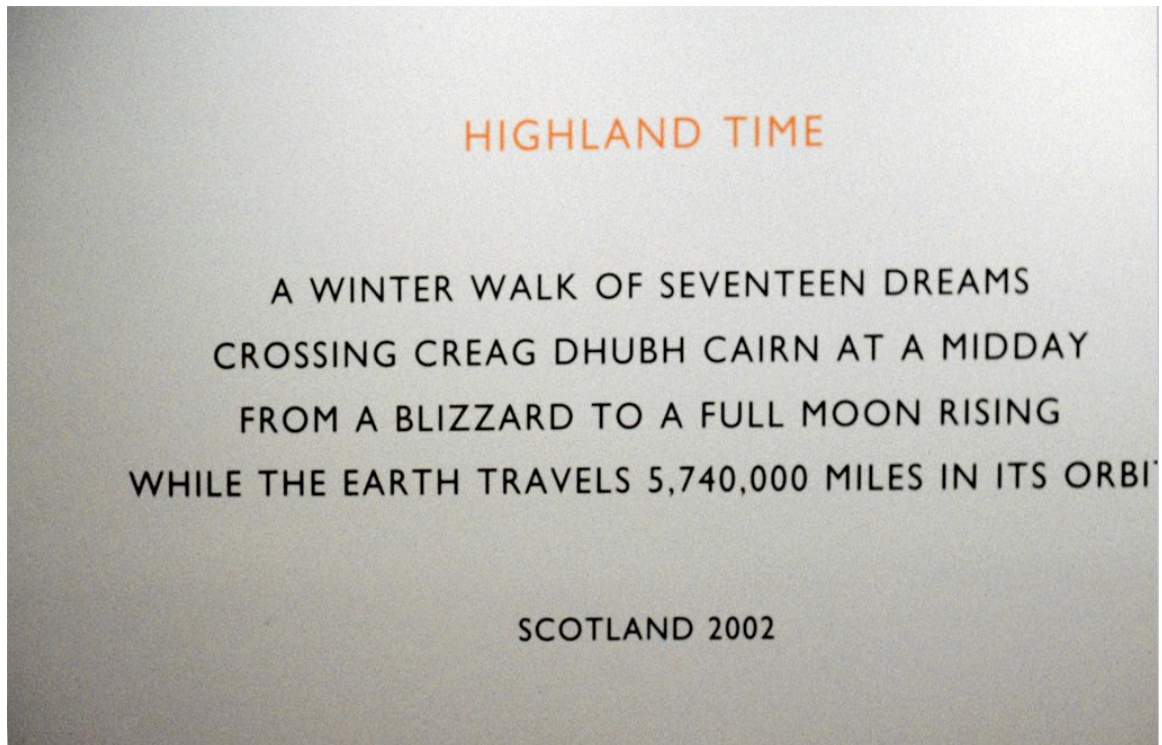 HIGHLAND TIME
A WINTER WALK OF SEVENTEEN DREAMS
CROSSING CREAG DHUBH CAIRN AT A MIDDAY
FROM A BLIZZARD TO A FULL MOON RISING
WHILE THE EARTH TRAVELS 5,740,000 MILES IN ITS ORBIT
SCOTLAND 2002